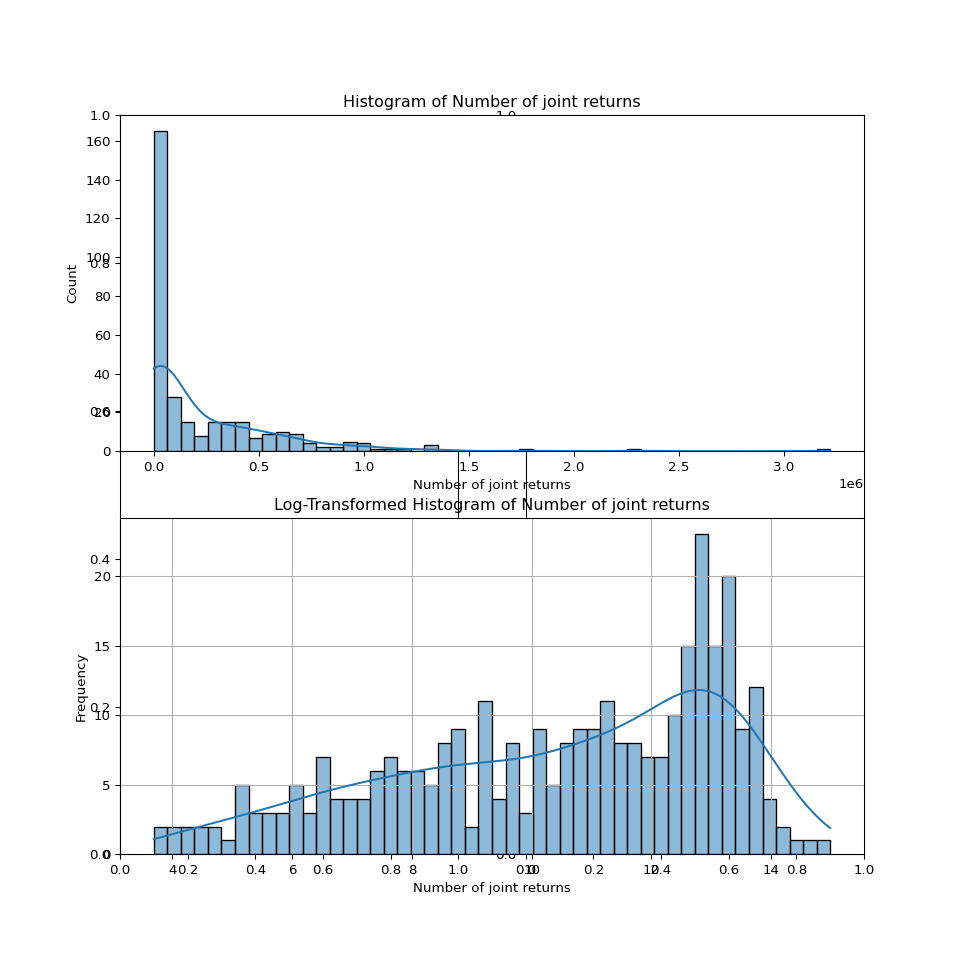 Histogram of Number of joint returns
1.0
1.0
160
140
120
100
0.8
Count
80
60
40
20
0.6
0
0.0 0.5 1.0 1.5 2.0 2.5 3.0
1e6
Number of joint returns
Log-Transformed Histogram of Number of joint returns
0.4
20
15
Frequency
0.2
10
5
0.0
0
0.0
0.0 4 0.2 0.4 6 0.6 0.8 8 1.0 0.0 10 0.2 12 0.4 0.6 14 0.8 1.0
Number of joint returns